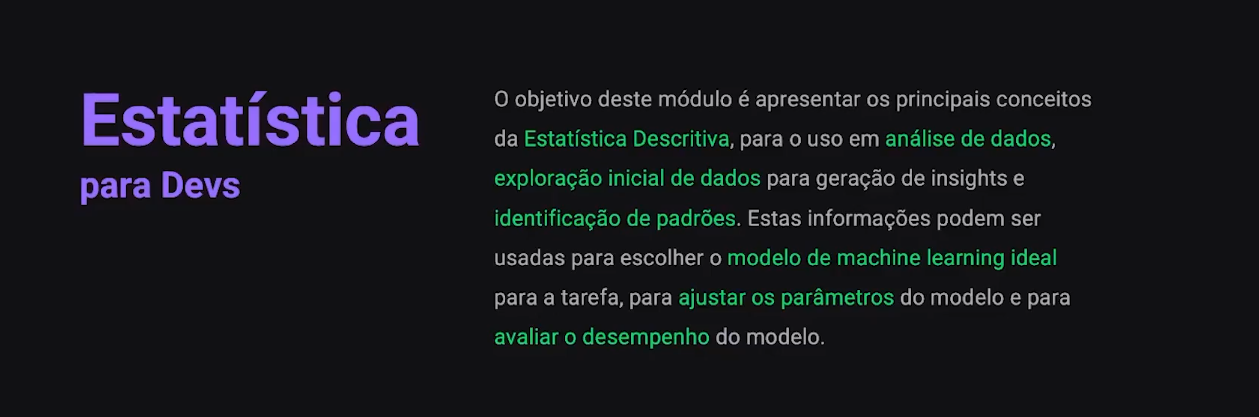 Estatística
para Devs
O objetivo deste módulo é apresentar os principais conceitos
da Estatística Descritiva, para o uso em análise de dados,
exploração inicial de dados para geração de insights e
identificação de padrões. Estas informações podem ser
usadas para escolher o modelo de machine learning ideal
para a tarefa, para ajustar os parâmetros do modelo e para
avaliar o desempenho do modelo.